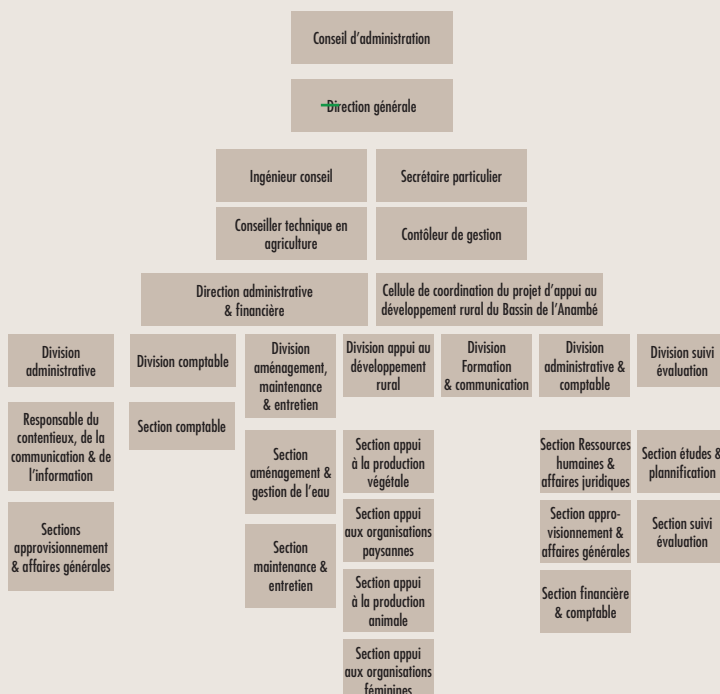 Conseil d'administration
Direction générale
Ingénieur conseil
Secrétaire particulier
Conseiller technique en
agriculture
Contôleur de gestion
Direction administrative
& financière
Cellule de coordination du projet d'appui au
développement rural du Bassin de l'Anambé
Division
administrative
Division comptable
Division
aménagement,
maintenance
& entretien
Division appui au
développement
rural
Division
Formation
& communication
Division
administrative &
comptable
Division suivi
évaluation
Responsable du
contentieux, de la
communication & de
l'information
Section comptable
Section
aménagement &
gestion de l'eau
Section appui
à la production
végétale
Section Ressources
humaines &
affaires juridiques
Section études &
plannification
Sections
approvisionnement
& affaires générales
Section
maintenance &
entretien
Section appui
aux organisations
paysannes
Section appro-
visionnement &
affaires générales
Section suivi
évaluation
Section appui
à la production
animale
Section financière
& comptable
Section appui
aux organisations
féminines